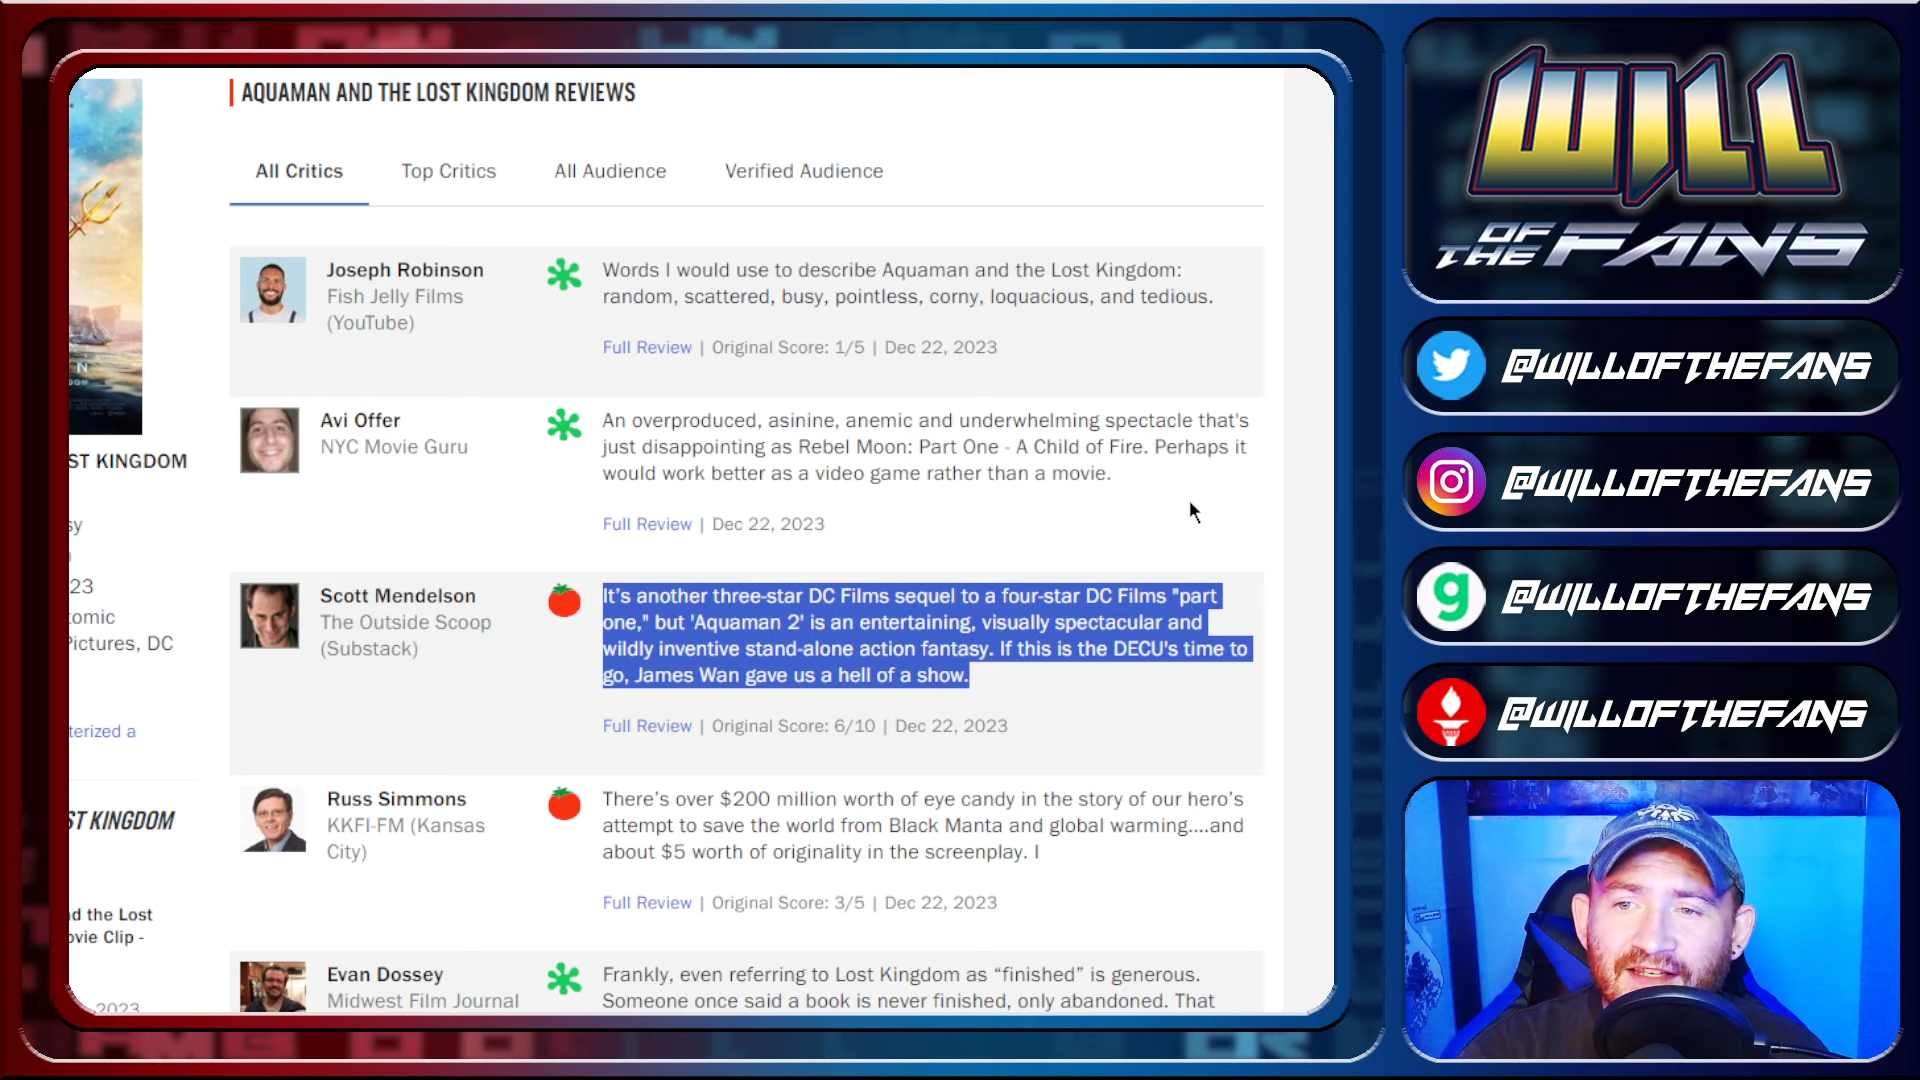 AQUAMAN AND THE LOST KINGDOM REVIEWS
All Critics
Top Critics
All Audience
Verified Audience
Joseph Robinson
Fish Jelly Films
(YouTube)
Words I would use to describe Aquaman and the Lost Kingdom:
random, scattered, busy, pointless, corny, loquacious, and tedious.
Full Review | Original Score: 1/5 | Dec 22, 2023
Avi Offer
NYC Movie Guru
An overproduced, asinine, anemic and underwhelming spectacle that's
just disappointing as Rebel Moon: Part One - A Child of Fire. Perhaps it
would work better as a video game rather than a movie.
Full Review | Dec 22, 2023
Scott Mendelson
The Outside Scoop
(Substack)
It’s another three-star DC Films sequel to a four-star DC Films "part
one," but 'Aquaman 2' is an entertaining, visually spectacular and
wildly inventive stand-alone action fantasy. If this is the DECU's time to
go, James Wan gave us a hell of a show.
Full Review | Original Score: 6/10 | Dec 22, 2023
Russ Simmons
KKFI-FM (Kansas
City)
There’s over $200 million worth of eye candy in the story of our hero’s
attempt to save the world from Black Manta and global warming....and
about $5 worth of originality in the screenplay. I
Full Review | Original Score: 3/5 | Dec 22, 2023
Evan Dossey
Midwest Film Journal
Frankly, even referring to Lost Kingdom as “finished” is generous.
Someone once said a book is never finished, only abandoned. That
N
ST KINGDOM
sy
23
tomic
Pictures, DC
terized a
ST KINGDOM
nd the Lost
ovie Clip -
2023
WILL
OF THE FANS
@WILLOFTHEFANS
@WILLOFTHEFANS
g
@WILLOFTHEFANS
@WILLOFTHEFANS